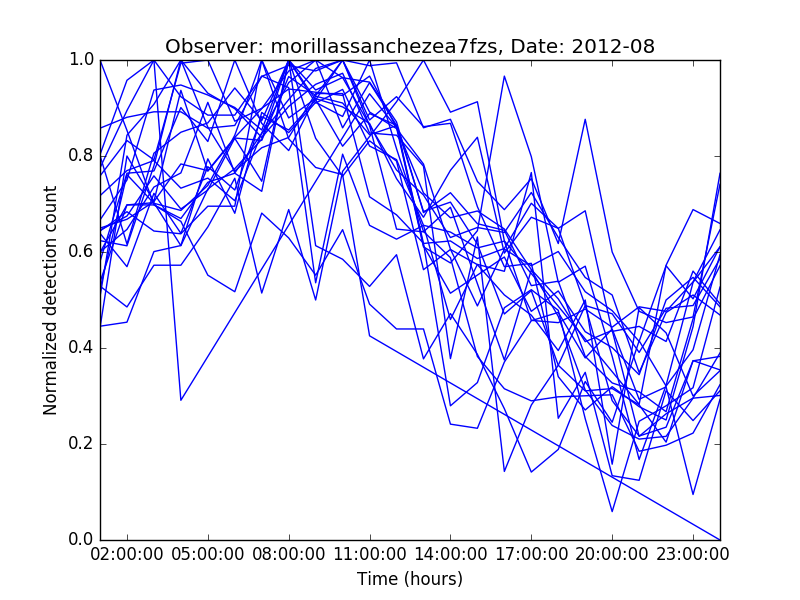 Observer: morillassanchezea7fzs, Date: 2012-08
Normalized detection count
1.0
0.8
0.6
0.4
0.2
0.0
02:00:00 05:00:00 08:00:00 11:00:00 14:00:00 17:00:00 20:00:00 23:00:00
Time (hours)